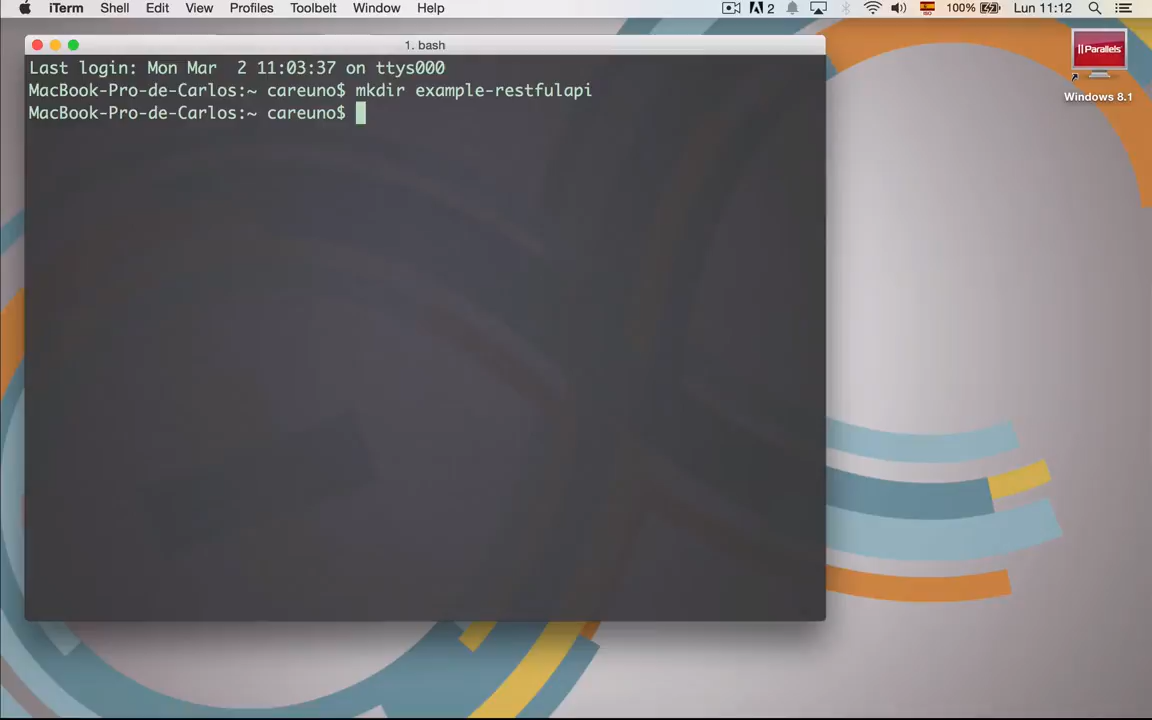 iTerm Shell Edit View Profiles Toolbelt Window Help 2 100% Lun 11:12
1. bash
Last login: Mon Mar  2 11:03:37 on ttys000
MacBook-Pro-de-Carlos:~ careuno$ mkdir example-restfulapi
MacBook-Pro-de-Carlos:~ careuno$
|| Parallels
Windows 8.1